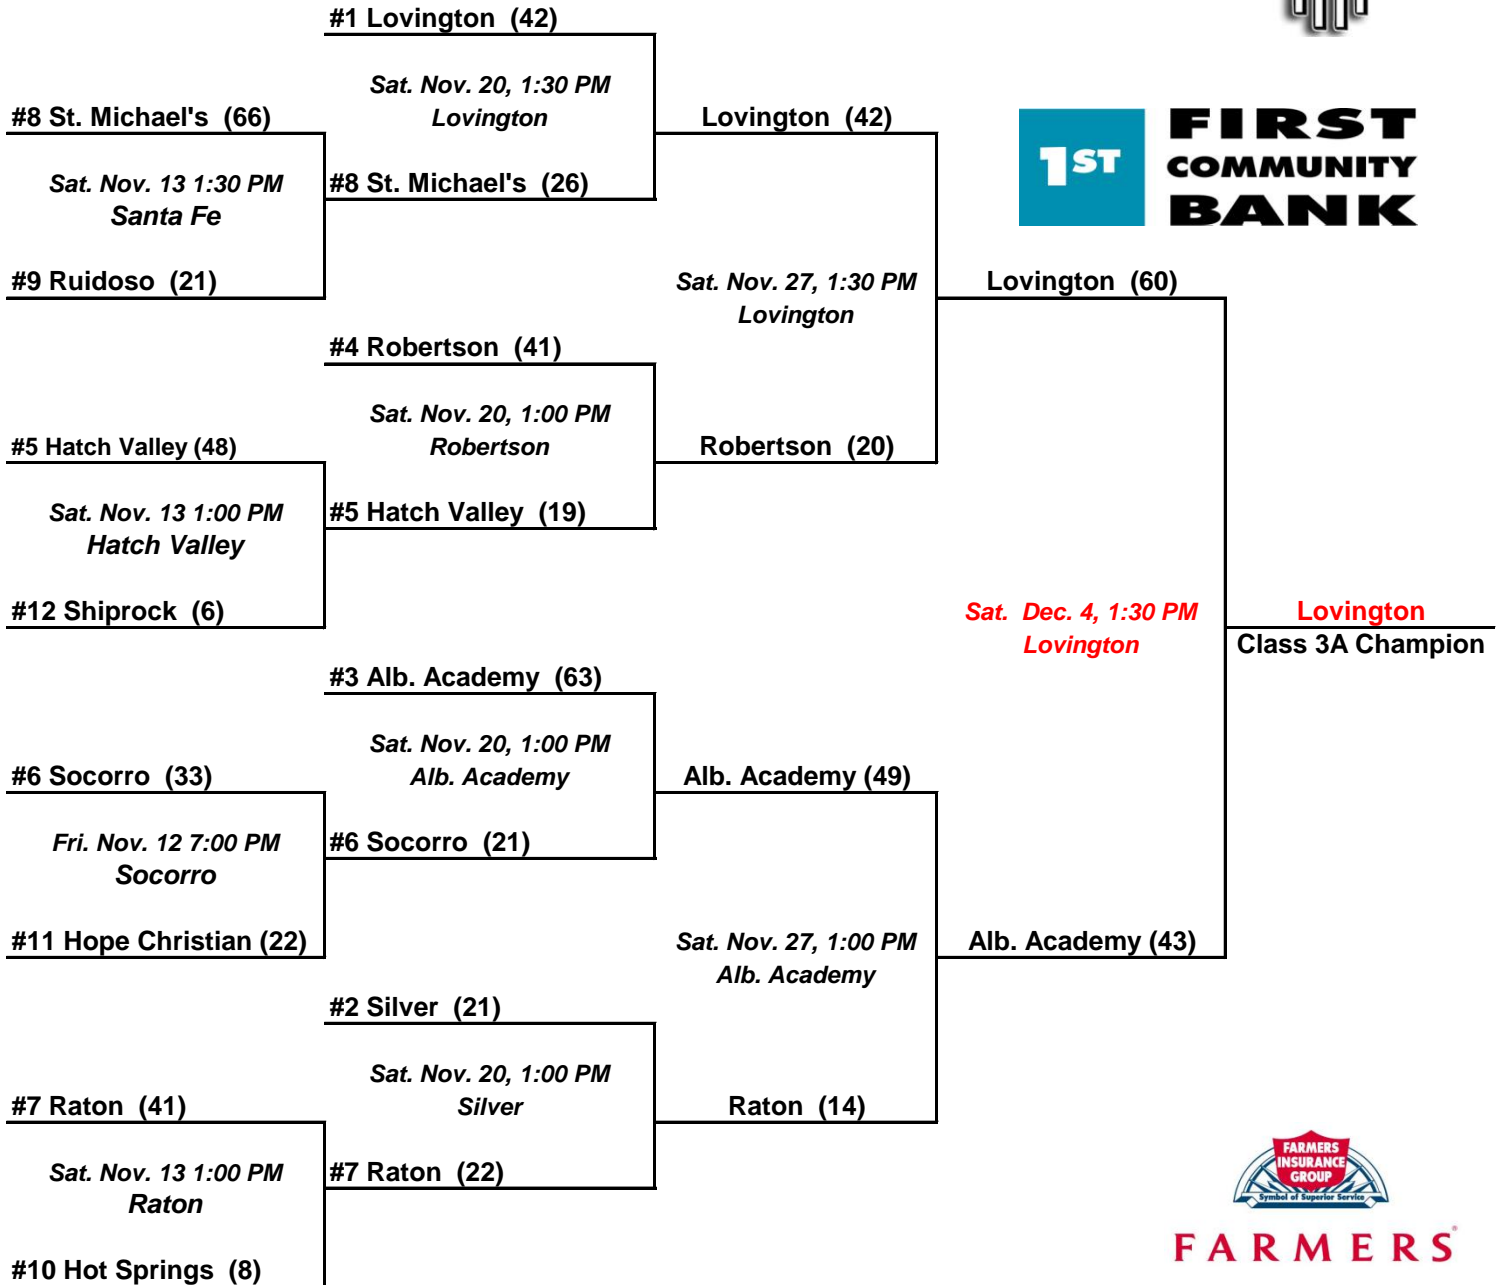 #1 Lovington  (42)
Sat. Nov. 20, 1:30 PM
Lovington
#8 St. Michael's  (66)
Lovington  (42)
1ST
FIRST
COMMUNITY
BANK
Sat. Nov. 13 1:30 PM
Santa Fe
#8 St. Michael's  (26)
#9 Ruidoso  (21)
Sat. Nov. 27, 1:30 PM
Lovington
Lovington  (60)
#4 Robertson  (41)
Sat. Nov. 20, 1:00 PM
Robertson
#5 Hatch Valley (48)
Robertson  (20)
Sat. Nov. 13 1:00 PM
Hatch Valley
#5 Hatch Valley  (19)
#12 Shiprock  (6)
Sat.  Dec. 4, 1:30 PM
Lovington
Lovington
Class 3A Champion
#3 Alb. Academy  (63)
Sat. Nov. 20, 1:00 PM
Alb. Academy
#6 Socorro  (33)
Alb. Academy (49)
Fri. Nov. 12 7:00 PM
Socorro
#6 Socorro  (21)
#11 Hope Christian (22)
Sat. Nov. 27, 1:00 PM
Alb. Academy
Alb. Academy (43)
#2 Silver  (21)
Sat. Nov. 20, 1:00 PM
Silver
#7 Raton  (41)
Raton  (14)
Sat. Nov. 13 1:00 PM
Raton
#7 Raton  (22)
#10 Hot Springs  (8)
FARMERS
INSURANCE
GROUP
Symbol of Superior Service
FARMERS